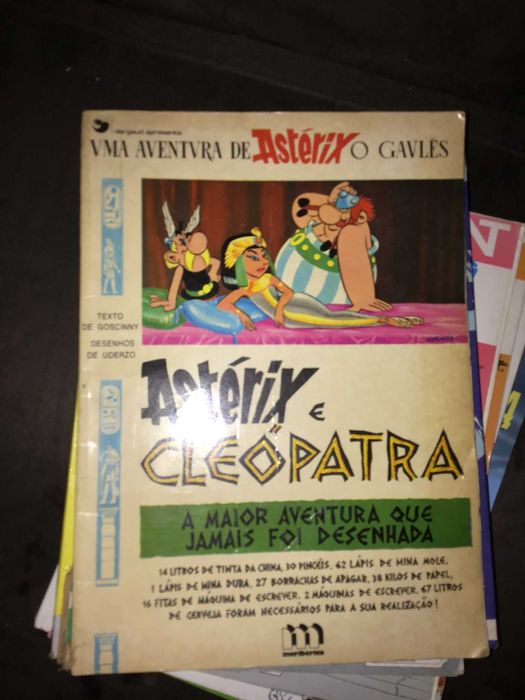 dargaud apresenta
VMA AVENTVRA DE Astérix O GAVLÊS
TEXTO
DE GOSCINNY
DESENHOS
DE UDERZO
Astérix E
CLEÓPATRA
A MAIOR AVENTURA QUE
JAMAIS FOI DESENHADA
14 LITROS DE TINTA DA CHINA, 30 PINCÉIS, 62 LÁPIS DE MINA MOLE,
1 LÁPIS DE MINA DURA, 27 BORRACHAS DE APAGAR, 38 KILOS DE PAPEL,
16 FITAS DE MÁQUINA DE ESCREVER, 2 MÁQUINAS DE ESCREVER, 67 LITROS
DE CERVEJA FORAM NECESSÁRIOS PARA A SUA REALIZAÇÃO!
m
meribérica
N
4